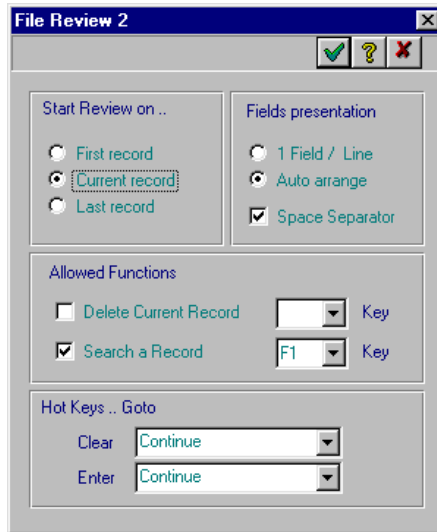 File Review 2
Start Review on ..
First record
Current record
Last record
Fields presentation
1 Field / Line
Auto arrange
Space Separator
Allowed Functions
Delete Current Record Key
Search a Record F1 Key
Hot Keys .. Goto
Clear Continue
Enter Continue